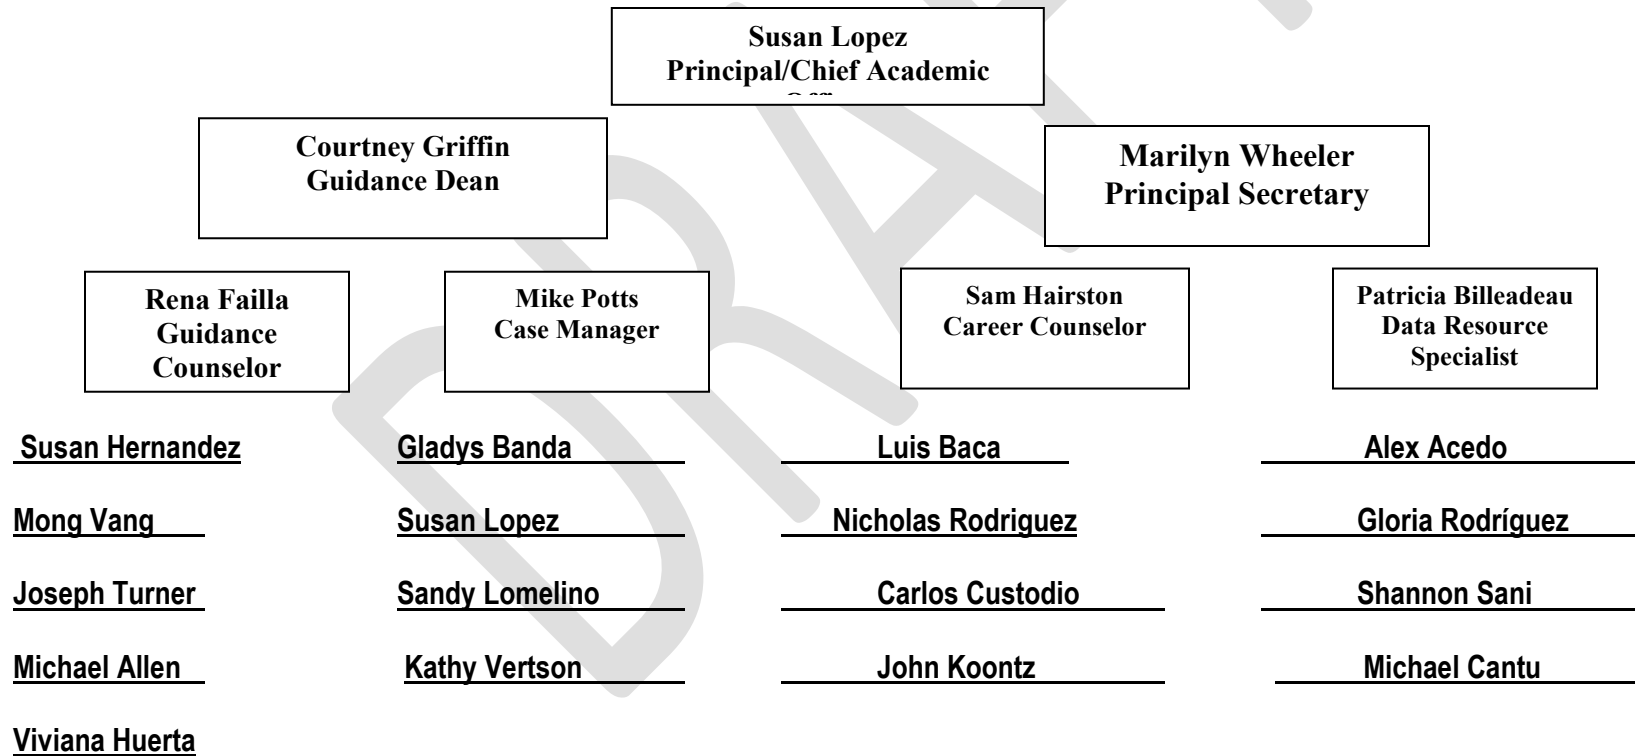 Susan Lopez
Principal/Chief Academic
Courtney Griffin
Guidance Dean
Marilyn Wheeler
Principal Secretary
Rena Failla
Guidance
Counselor
Mike Potts
Case Manager
Sam Hairston
Career Counselor
Patricia Billeadeau
Data Resource
Specialist
Susan Hernandez Gladys Banda Luis Baca Alex Acedo
Mong Vang Susan Lopez Nicholas Rodriguez Gloria Rodríguez
Joseph Turner Sandy Lomelino Carlos Custodio Shannon Sani
Michael Allen Kathy Vertson John Koontz Michael Cantu
Viviana Huerta